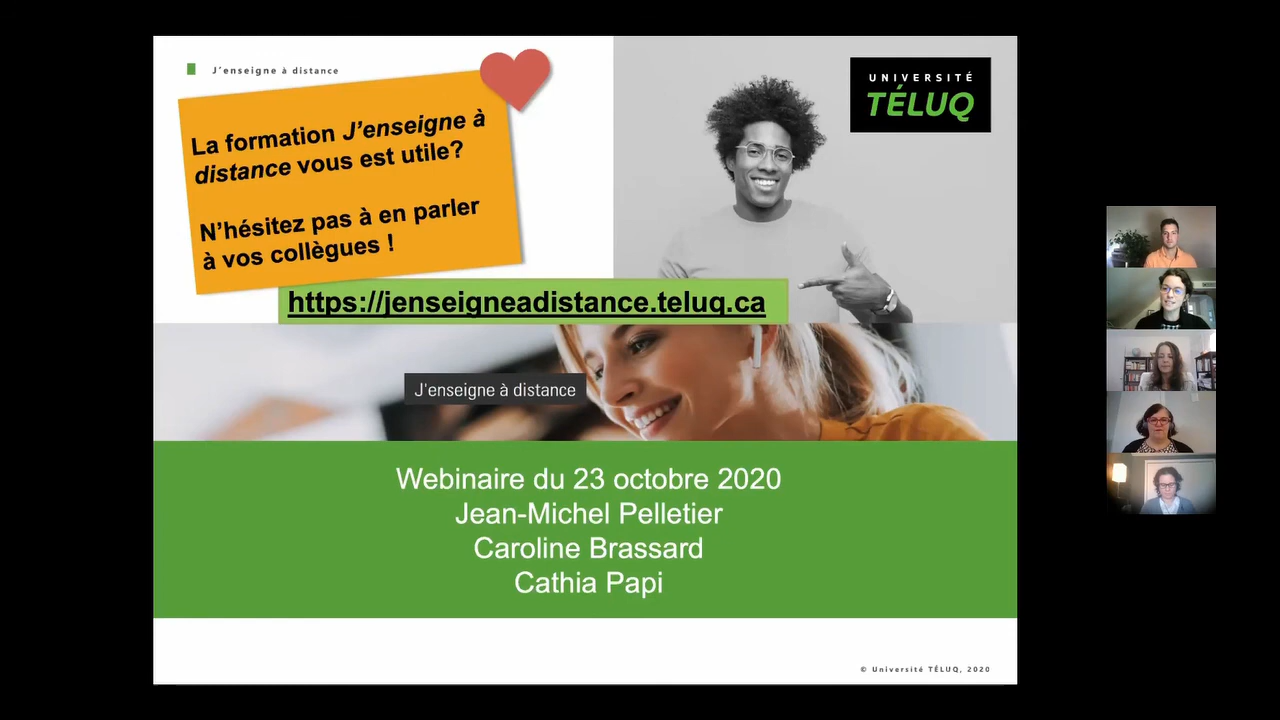 J'enseigne à distance
UNIVERSITÉ
TÉLUQ
La formation J'enseigne à
distance vous est utile?
N'hésitez pas à en parler
à vos collègues !
https://jenseigneadistance.teluq.ca
J'enseigne à distance
Webinaire du 23 octobre 2020
Jean-Michel Pelletier
Caroline Brassard
Cathia Papi
© Université TÉLUQ, 2020